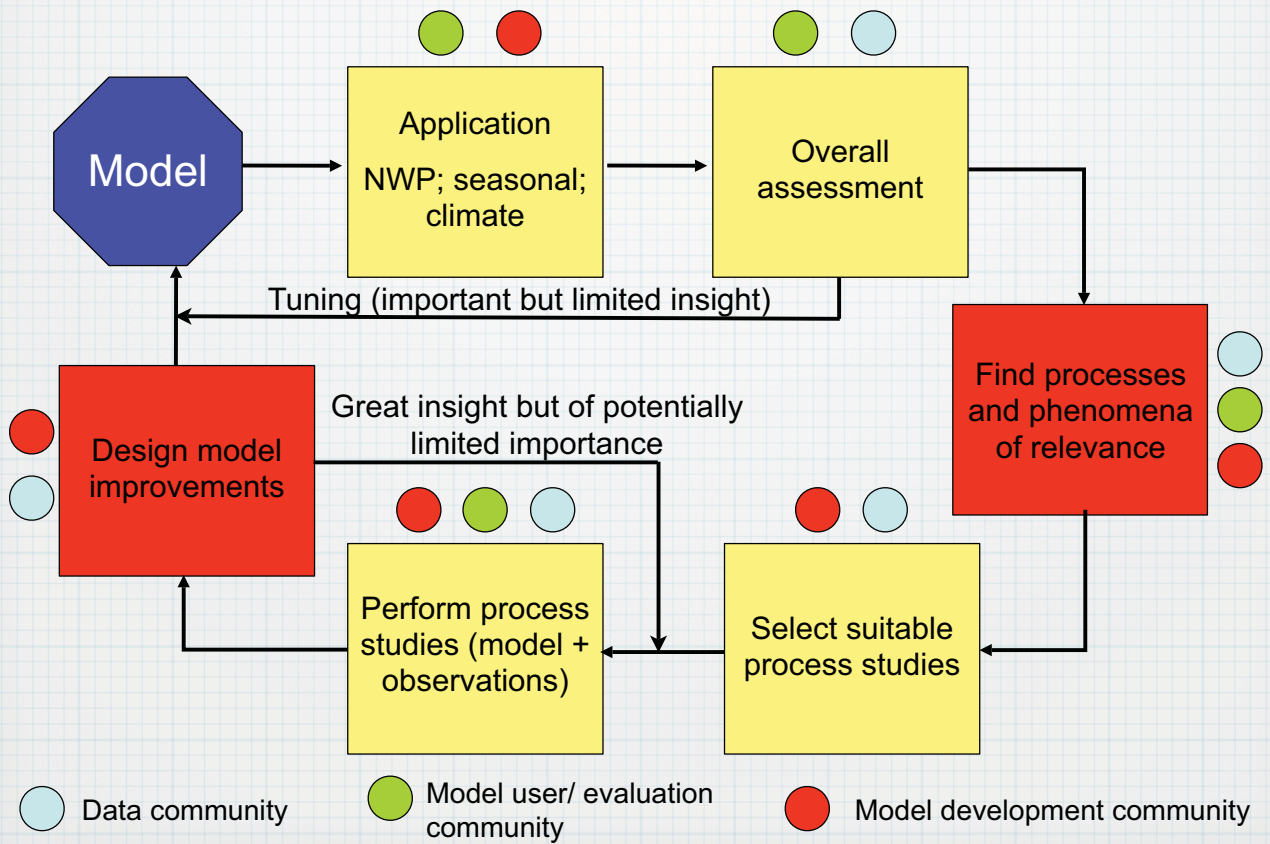 Model
Application
NWP; seasonal;
climate
Overall
assessment
Tuning (important but limited insight)
Find processes
and phenomena
of relevance
Design model
improvements
Great insight but of potentially
limited importance
Perform process
studies (model +
observations)
Select suitable
process studies
Data community
Model user/ evaluation
community
Model development community